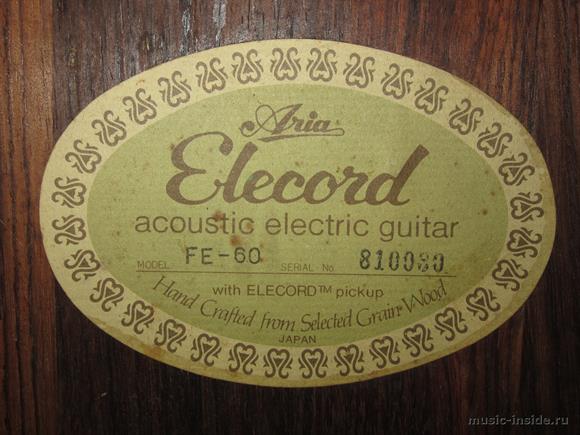 Aria
Elecord
acoustic electric guitar
MODEL FE-60 SERIAL No. 810030
with ELECORD™ pickup
Hand Crafted from Selected Grain Wood
JAPAN
music-inside.ru